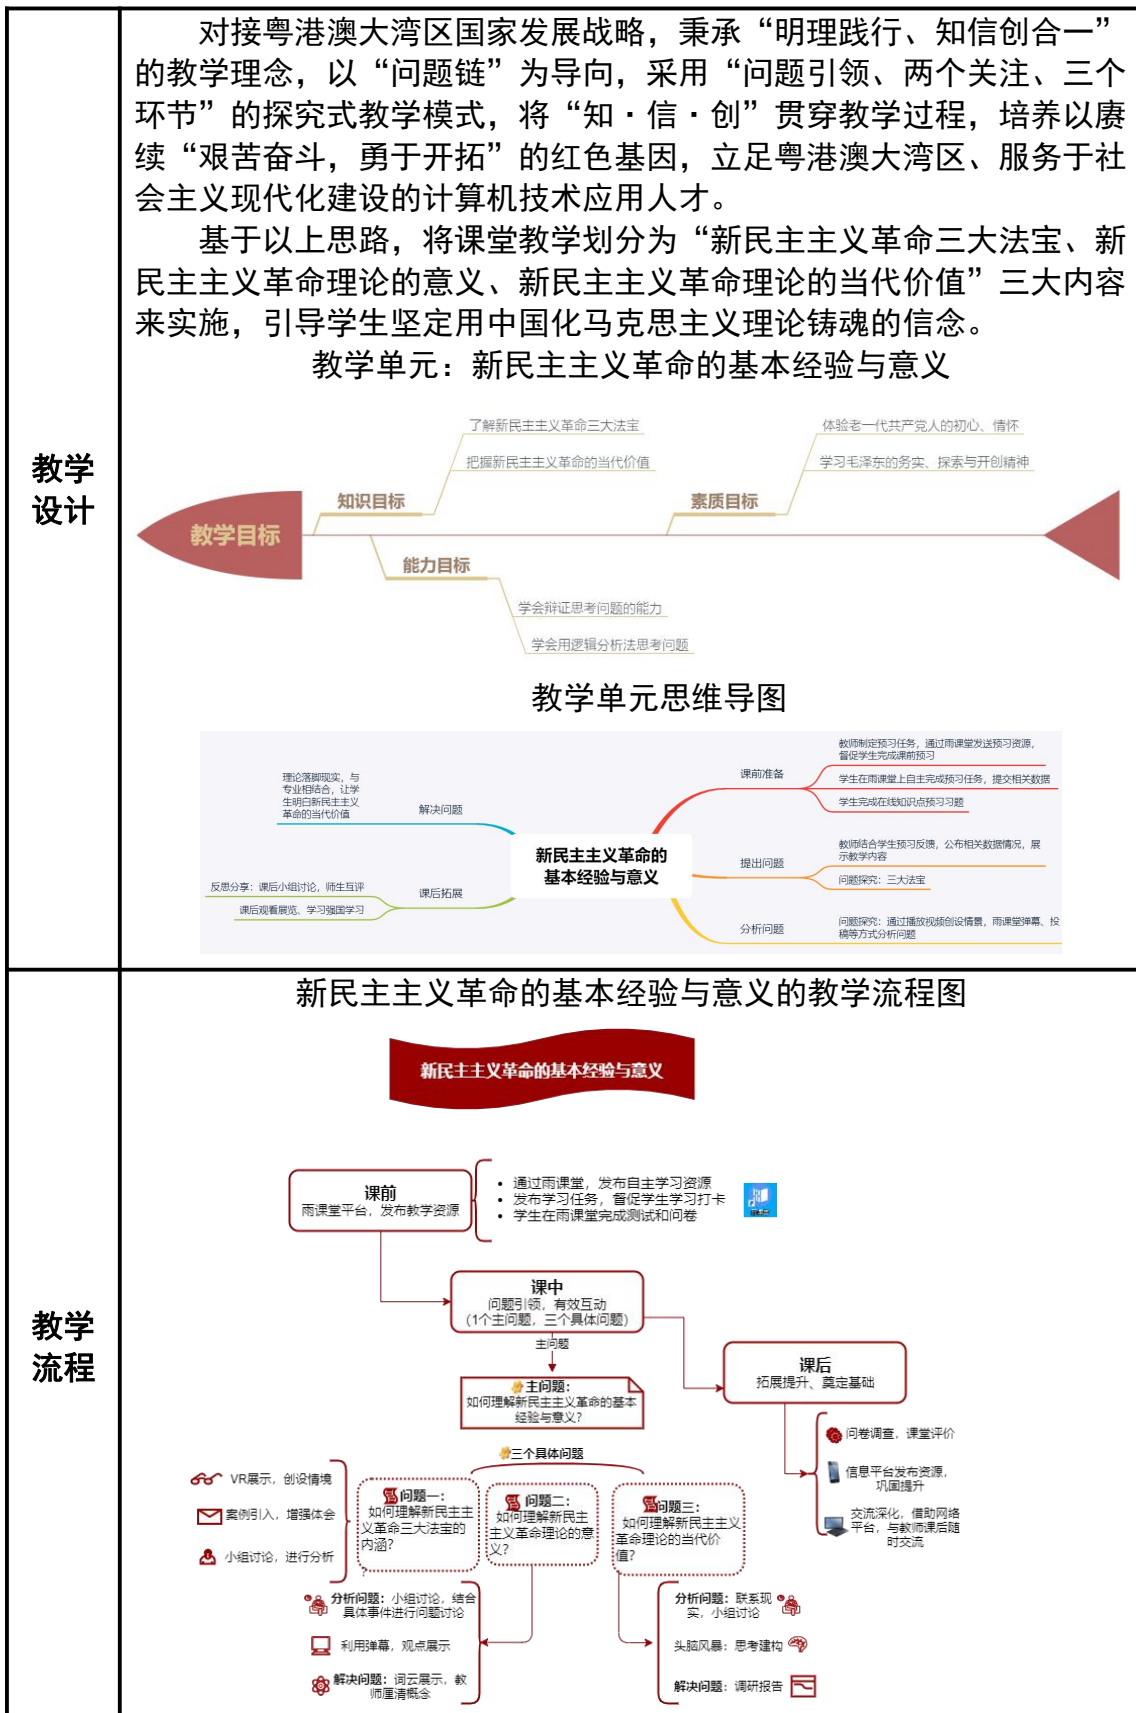 对接粤港澳大湾区国家发展战略，秉承“明理践行、知信创合一”
的教学理念，以“问题链”为导向，采用“问题引领、两个关注、三个
环节”的探究式教学模式，将“知·信·创”贯穿教学过程，培养以赓
续“艰苦奋斗，勇于开拓”的红色基因，立足粤港澳大湾区、服务于社
会主义现代化建设的计算机技术应用人才。
基于以上思路，将课堂教学划分为“新民主主义革命三大法宝、新
民主主义革命理论的意义、新民主主义革命理论的当代价值”三大内容
来实施，引导学生坚定用中国化马克思主义理论铸魂的信念。
教学单元：新民主主义革命的基本经验与意义
教学
设计
了解新民主主义革命三大法宝
把握新民主主义革命的当代价值
知识目标
体验老一代共产党人的初心、情怀
学习毛泽东的务实、探索与开创精神
素质目标
教学目标
能力目标
学会辩证思考问题的能力
学会用逻辑分析法思考问题
教学单元思维导图
理论落脚现实，与
专业相结合，让学
生明白新民主主义
革命的当代价值
解决问题
反思分享：课后小组讨论，师生互评
课后观看展览、学习强国学习
课后拓展
新民主主义革命的
基本经验与意义
课前准备
教师制定预习任务，通过雨课堂发送预习资源，
督促学生完成课前预习
学生在雨课堂上自主完成预习任务，提交相关数据
学生完成在线知识点预习习题
提出问题
教师结合学生预习反馈，公布相关数据情况，展
示教学内容
问题探究：三大法宝
分析问题
问题探究：通过播放视频创设情景，雨课堂弹幕、投
稿等方式分析问题
教学
流程
新民主主义革命的基本经验与意义的教学流程图
新民主主义革命的基本经验与意义
课前
雨课堂平台，发布教学资源
• 通过雨课堂，发布自主学习资源
• 发布学习任务，督促学生学习打卡
• 学生在雨课堂完成测试和问卷
课中
问题引领，有效互动
（1个主问题，三个具体问题）
主问题
主问题：
如何理解新民主主义革命的基本
经验与意义？
课后
拓展提升、奠定基础
问卷调查，课堂评价
信息平台发布资源，
巩固提升
交流深化，借助网络
平台，与教师课后随
时交流
三个具体问题
VR展示，创设情境
案例引入，增强体会
小组讨论，进行分析
问题一：
如何理解新民主主
义革命三大法宝的
内涵？
问题二：
如何理解新民主
主义革命理论的意
义？
问题三：
如何理解新民主主义
革命理论的当代价
值？
分析问题：小组讨论，结合
具体事件进行问题讨论
利用弹幕，观点展示
解决问题：词云展示，教
师厘清概念
分析问题：联系现
实，小组讨论
头脑风暴：思考建构
解决问题：调研报告